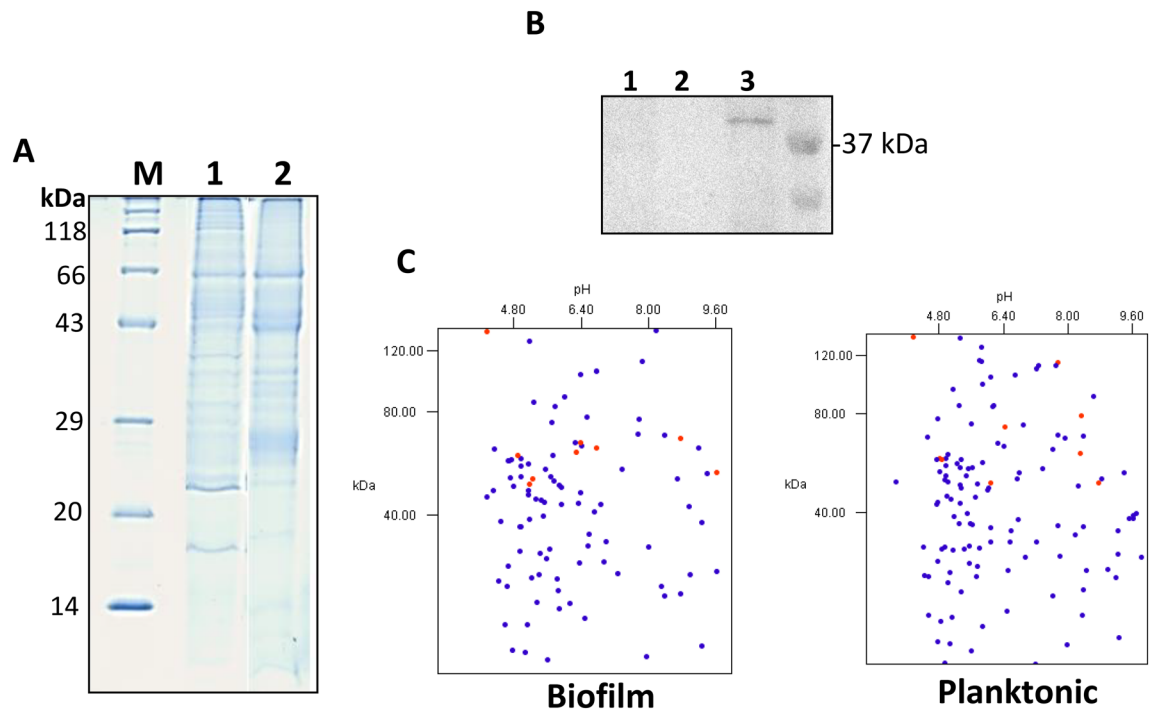 B
1 2 3
-37 kDa
A
M 1 2
kDa
118
66
43
29
20
14
C
pH
4.80 6.40 8.00 9.60
120.00
80.00
kDa
40.00
Biofilm
pH
4.80 6.40 8.00 9.60
120.00
80.00
kDa
40.00
Planktonic